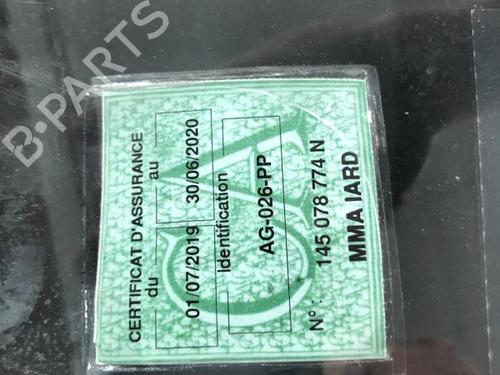 CERTIFICAT D'ASSURANCE
du au
01/07/2019 30/06/2020
Identification
AG-026-PP
N° : 145 078 774 N
MMA IARD
B-PARTS